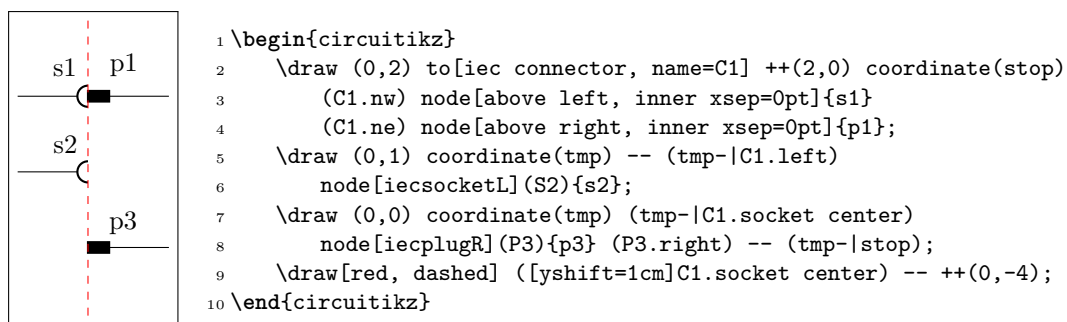 s1 p1
s2
p3
1 \begin{circuitikz}
2 \draw (0,2) to[iec connector, name=C1] ++(2,0) coordinate(stop)
3 (C1.nw) node[above left, inner xsep=0pt]{s1}
4 (C1.ne) node[above right, inner xsep=0pt]{p1};
5 \draw (0,1) coordinate(tmp) -- (tmp-|C1.left)
6 node[iecsocketL](S2){s2};
7 \draw (0,0) coordinate(tmp) (tmp-|C1.socket center)
8 node[iecplugR](P3){p3} (P3.right) -- (tmp-|stop);
9 \draw[red, dashed] ([yshift=1cm]C1.socket center) -- ++(0,-4);
10 \end{circuitikz}